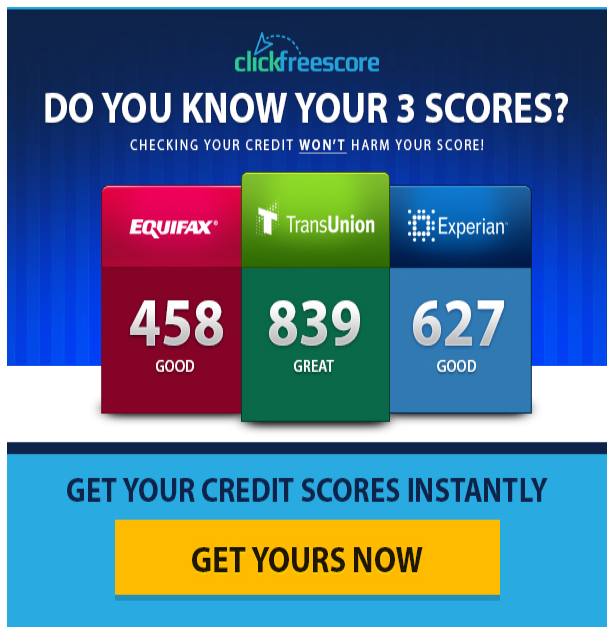 clickfreescore
DO YOU KNOW YOUR 3 SCORES?
CHECKING YOUR CREDIT WON'T HARM YOUR SCORE!
EQUIFAX® TransUnion Experian
458 839 627
GOOD GREAT GOOD
GET YOUR CREDIT SCORES INSTANTLY
GET YOURS NOW